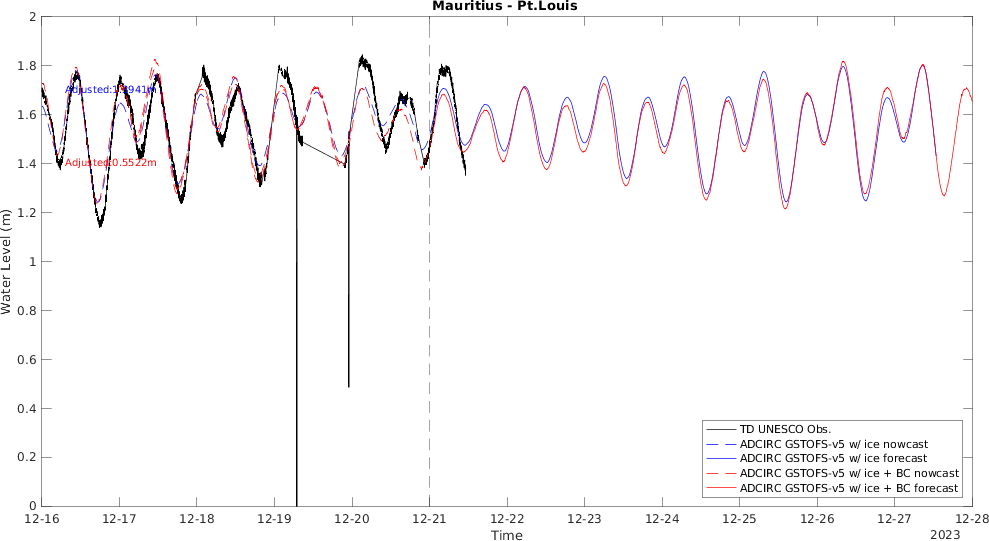 Mauritius - Pt.Louis
2
1.8
1.6
1.4
1.2
1
0.8
0.6
0.4
0.2
0
Water Level (m)
Adjusted:0.5522m
TD UNESCO Obs.
ADCIRC GSTOFS-v5 w/ ice nowcast
ADCIRC GSTOFS-v5 w/ ice forecast
ADCIRC GSTOFS-v5 w/ ice + BC nowcast
ADCIRC GSTOFS-v5 w/ ice + BC forecast
12-16 12-17 12-18 12-19 12-20 12-21 12-22 12-23 12-24 12-25 12-26 12-27 12-28
Time
2023